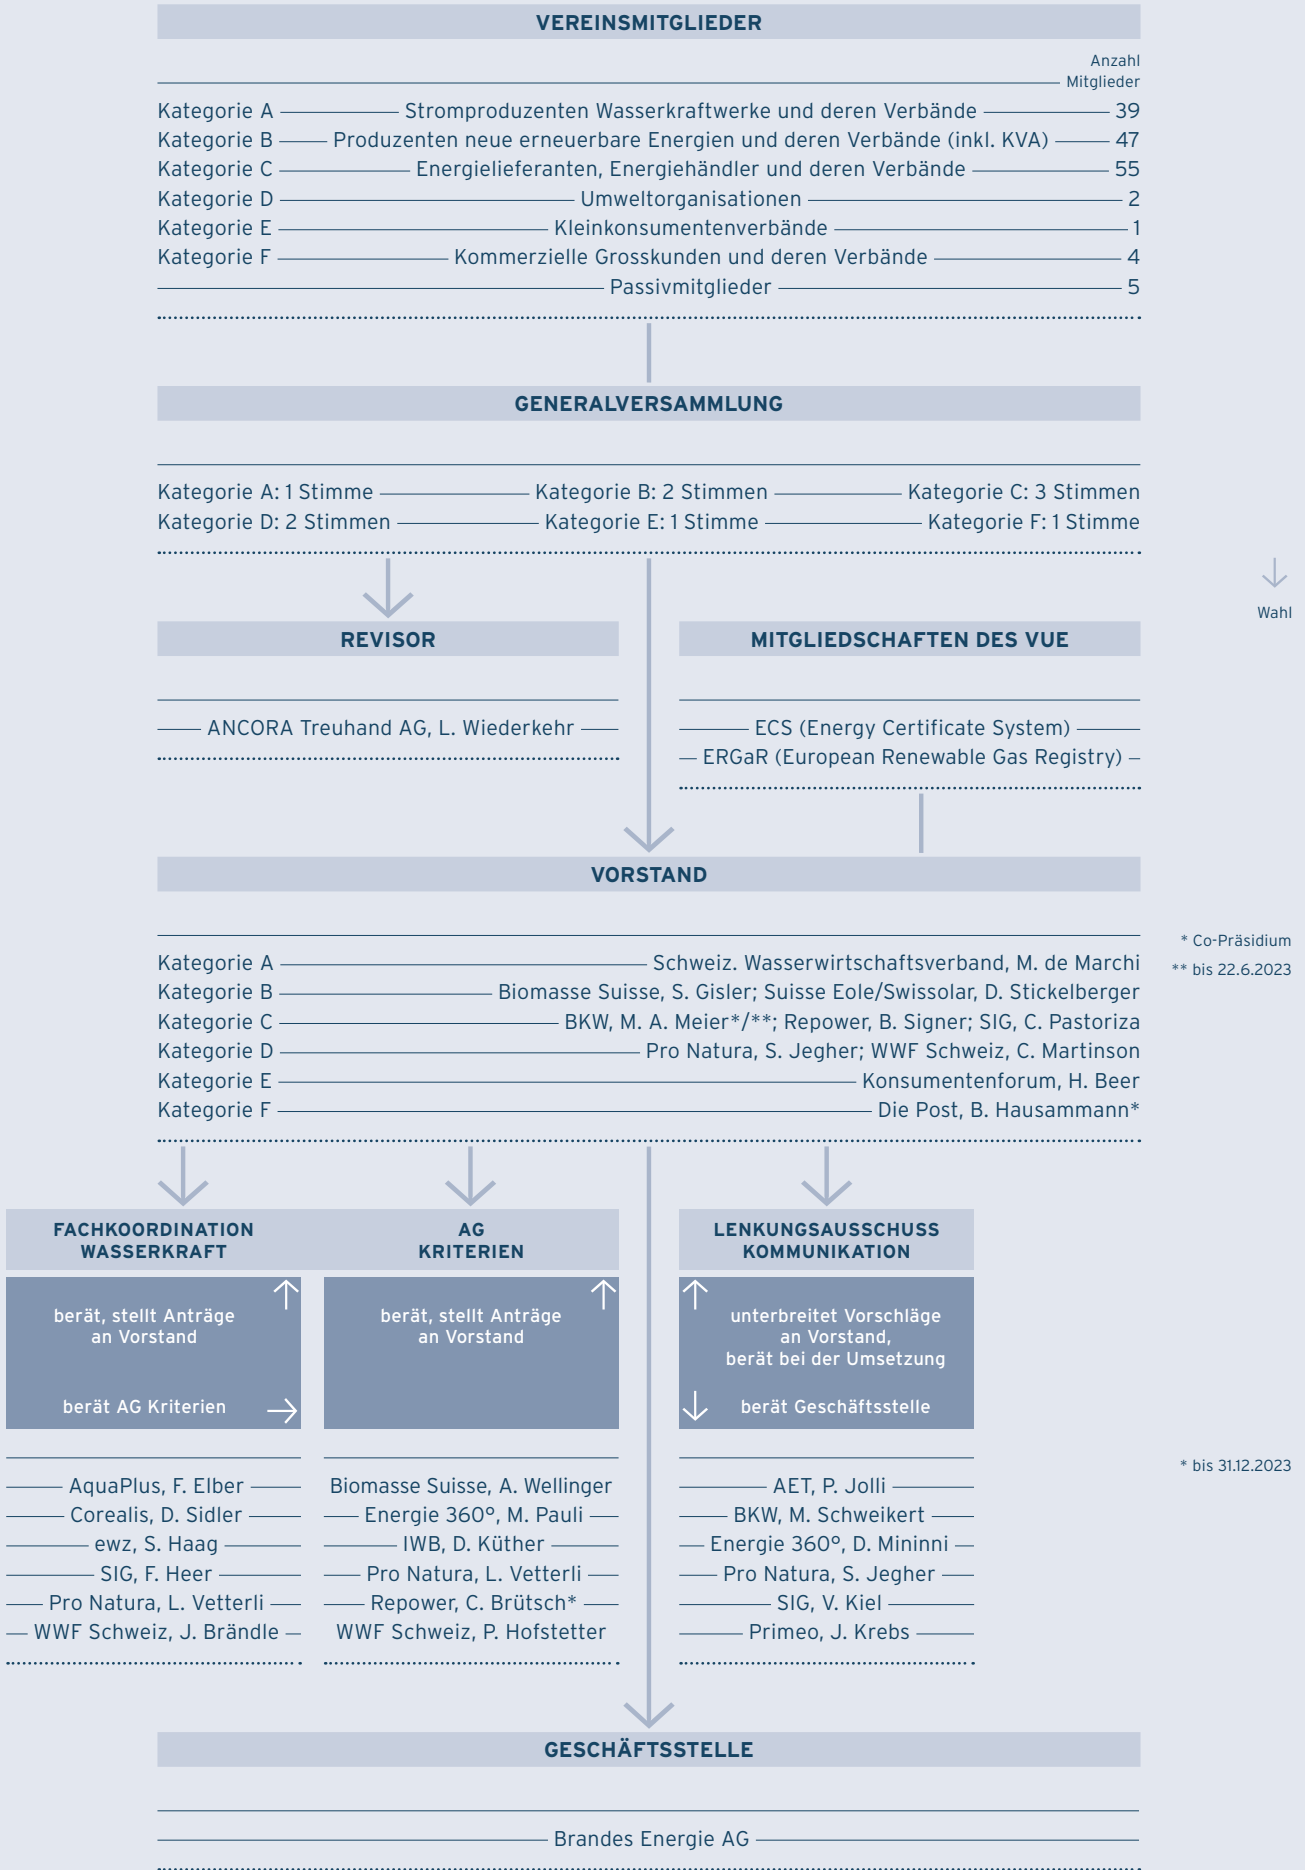 VEREINSMITGLIEDER
Anzahl
Mitglieder
Kategorie A Stromproduzenten Wasserkraftwerke und deren Verbände 39
Kategorie B Produzenten neue erneuerbare Energien und deren Verbände (inkl. KVA) 47
Kategorie C Energielieferanten, Energiehändler und deren Verbände 55
Kategorie D Umweltorganisationen 2
Kategorie E Kleinkonsumentenverbände 1
Kategorie F Kommerzielle Grosskunden und deren Verbände 4
Passivmitglieder 5
GENERALVERSAMMLUNG
Kategorie A: 1 Stimme Kategorie B: 2 Stimmen Kategorie C: 3 Stimmen
Kategorie D: 2 Stimmen Kategorie E: 1 Stimme Kategorie F: 1 Stimme
Wahl
REVISOR
ANCORA Treuhand AG, L. Wiederkehr
MITGLIEDSCHAFTEN DES VUE
ECS (Energy Certificate System)
ERGaR (European Renewable Gas Registry)
VORSTAND
* Co-Präsidium
** bis 22.6.2023
Kategorie A Schweiz. Wasserwirtschaftsverband, M. de Marchi
Kategorie B Biomasse Suisse, S. Gisler; Suisse Eole/Swissolar, D. Stickelberger
Kategorie C BKW, M. A. Meier*/**; Repower, B. Signer; SIG, C. Pastoriza
Kategorie D Pro Natura, S. Jegher; WWF Schweiz, C. Martinson
Kategorie E Konsumentenforum, H. Beer
Kategorie F Die Post, B. Hausammann*
FACHKOORDINATION
WASSERKRAFT
berät, stellt Anträge
an Vorstand
berät AG Kriterien
AquaPlus, F. Elber
Corealis, D. Sidler
ewz, S. Haag
SIG, F. Heer
Pro Natura, L. Vetterli
WWF Schweiz, J. Brändle
AG
KRITERIEN
berät, stellt Anträge
an Vorstand
Biomasse Suisse, A. Wellinger
Energie 360°, M. Pauli
IWB, D. Küther
Pro Natura, L. Vetterli
Repower, C. Brütsch*
WWF Schweiz, P. Hofstetter
LENKUNGSAUSSCHUSS
KOMMUNIKATION
unterbreitet Vorschläge
an Vorstand,
berät bei der Umsetzung
berät Geschäftsstelle
AET, P. Jolli
BKW, M. Schweikert
Energie 360°, D. Mininni
Pro Natura, S. Jegher
SIG, V. Kiel
Primeo, J. Krebs
* bis 31.12.2023
GESCHÄFTSSTELLE
Brandes Energie AG